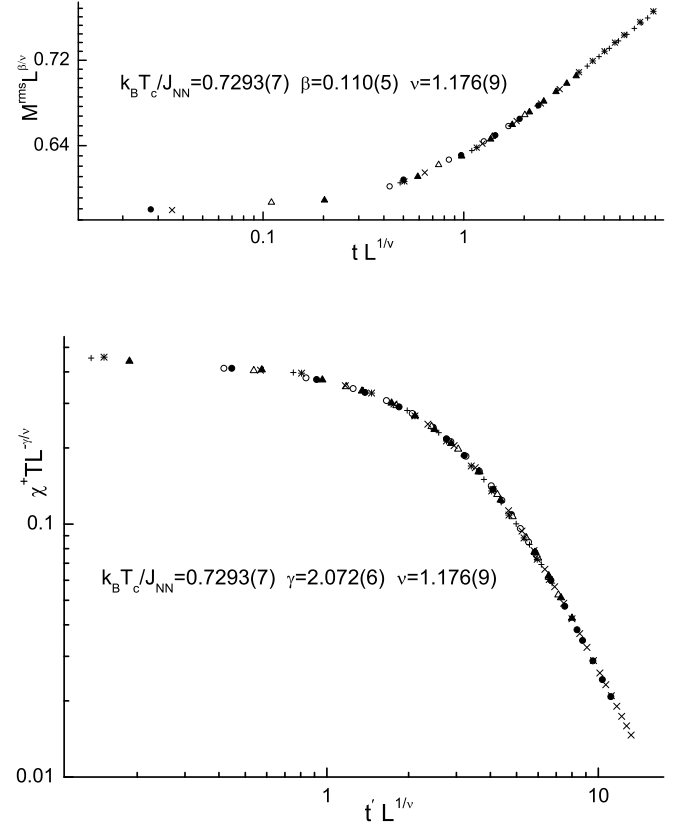 0.72
0.64
M^rms L^β/ν
k_B T_c/J_NN=0.7293(7) β=0.110(5) ν=1.176(9)
0.1 1
t L^1/ν
0.1
0.01
χ^+ T L^-γ/ν
k_B T_c/J_NN=0.7293(7) γ=2.072(6) ν=1.176(9)
1 10
t′ L^1/ν